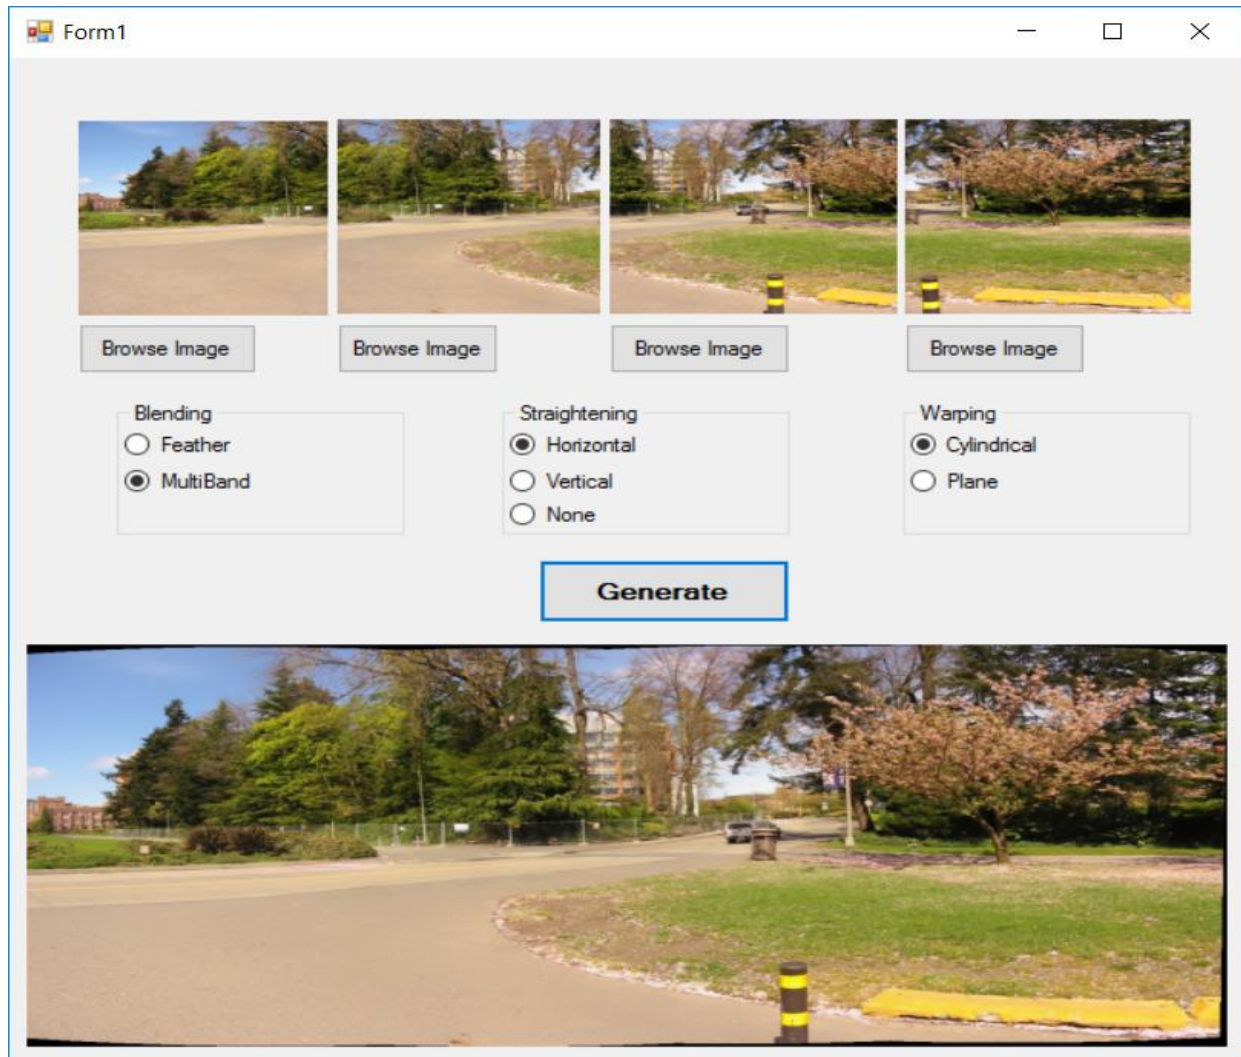 Form1
Browse Image Browse Image Browse Image Browse Image
Blending Straightening Warping
Feather Horizontal Cylindrical
MultiBand Vertical Plane
None
Generate